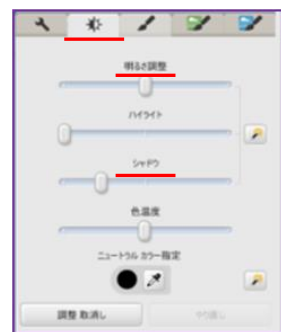 明るさ調整
ハイライト
シャドウ
色温度
ニュートラル カラー指定
調整 取消し
やり直し